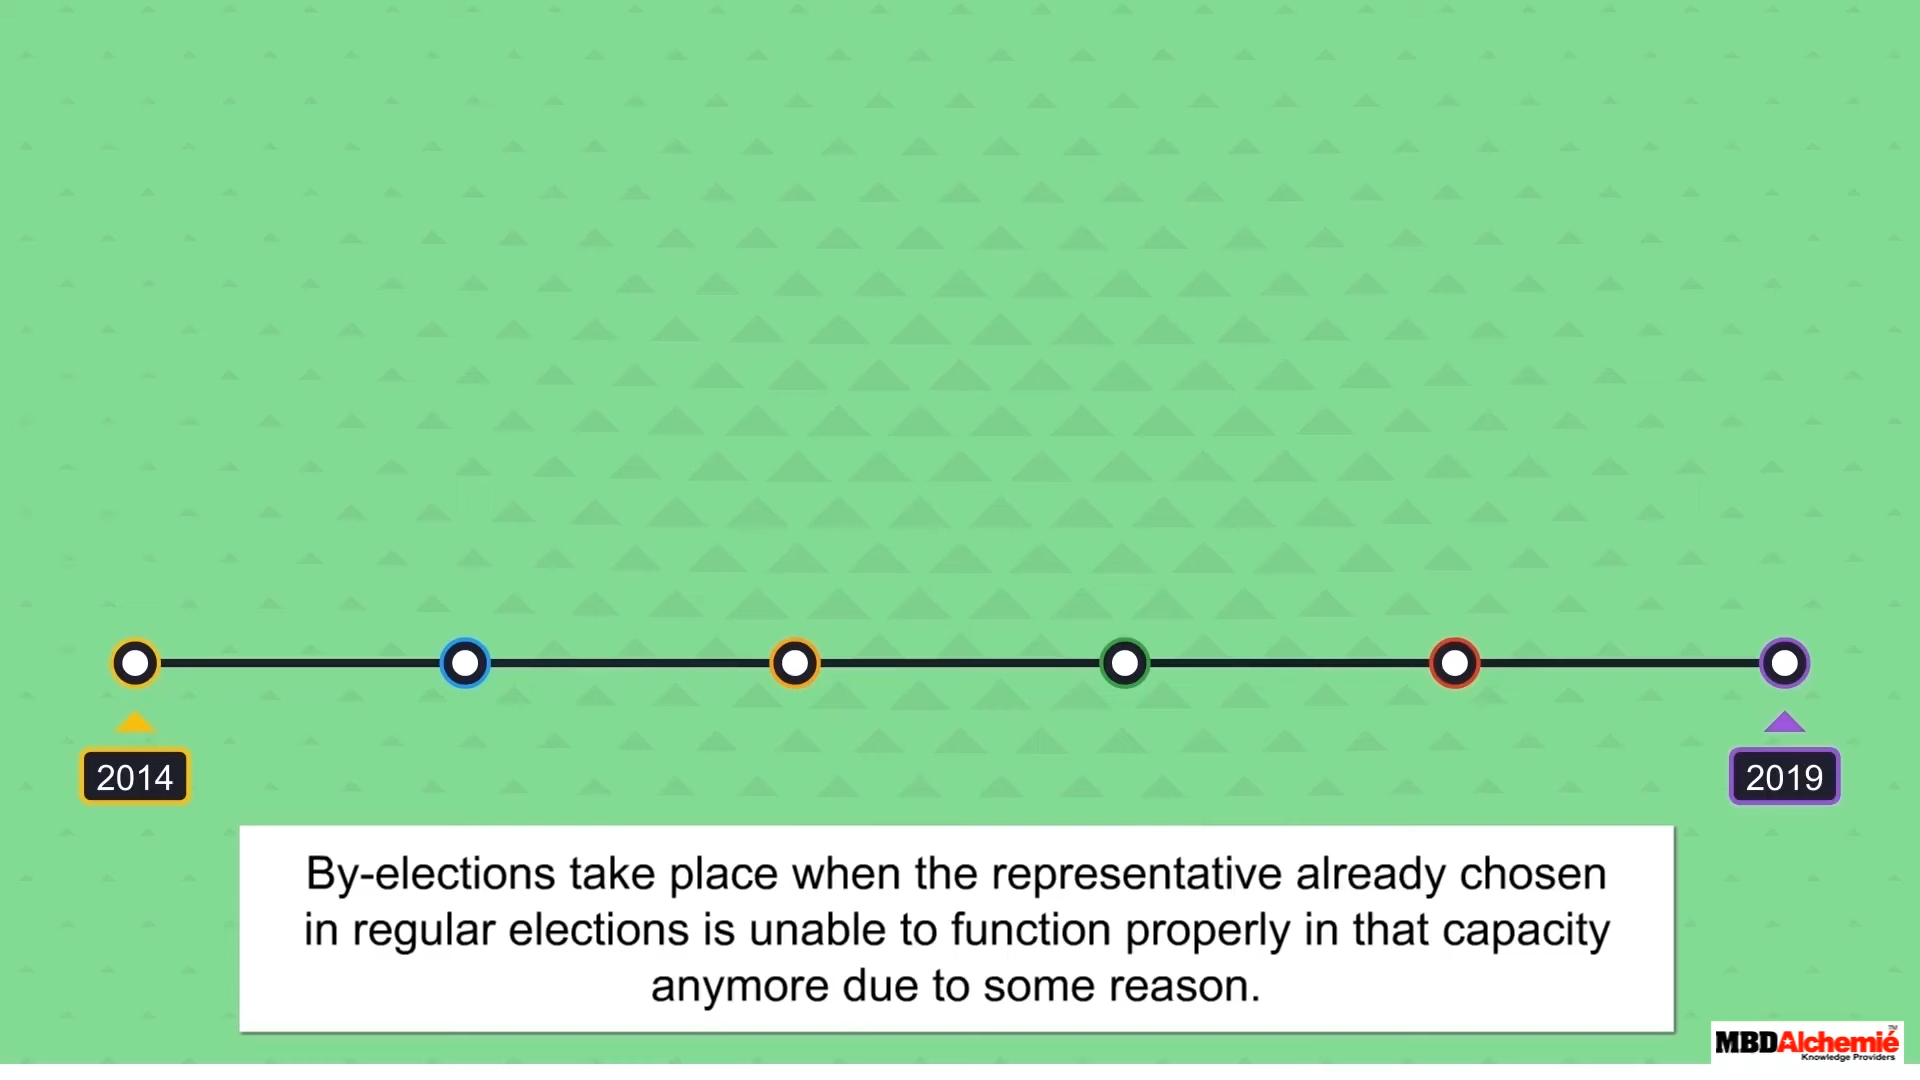 2014
2019
By-elections take place when the representative already chosen
in regular elections is unable to function properly in that capacity
anymore due to some reason.
MBDAlchemié™
Knowledge Providers